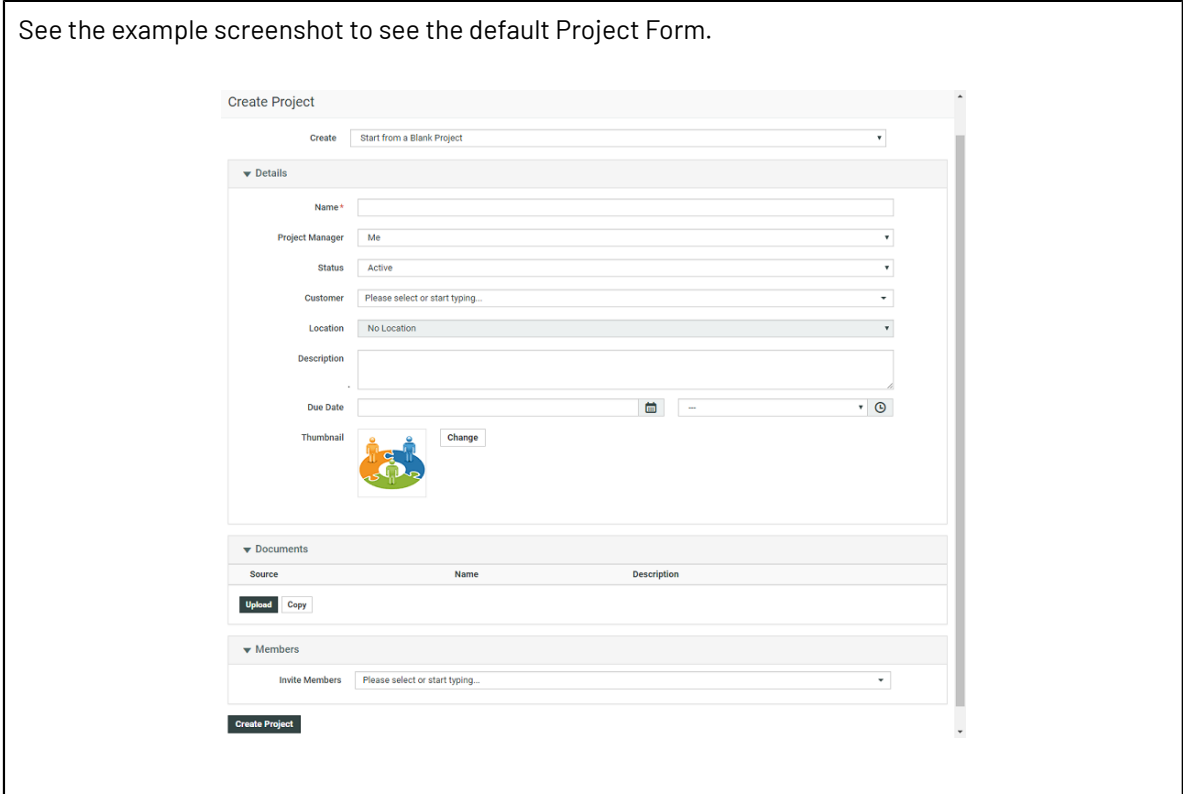 See the example screenshot to see the default Project Form.
Create Project
Create Start from a Blank Project
Details
Name*
Project Manager Me
Status Active
Customer Please select or start typing...
Location No Location
Description
Due Date ---
Thumbnail Change
Documents
Source Name Description
Upload Copy
Members
Invite Members Please select or start typing...
Create Project